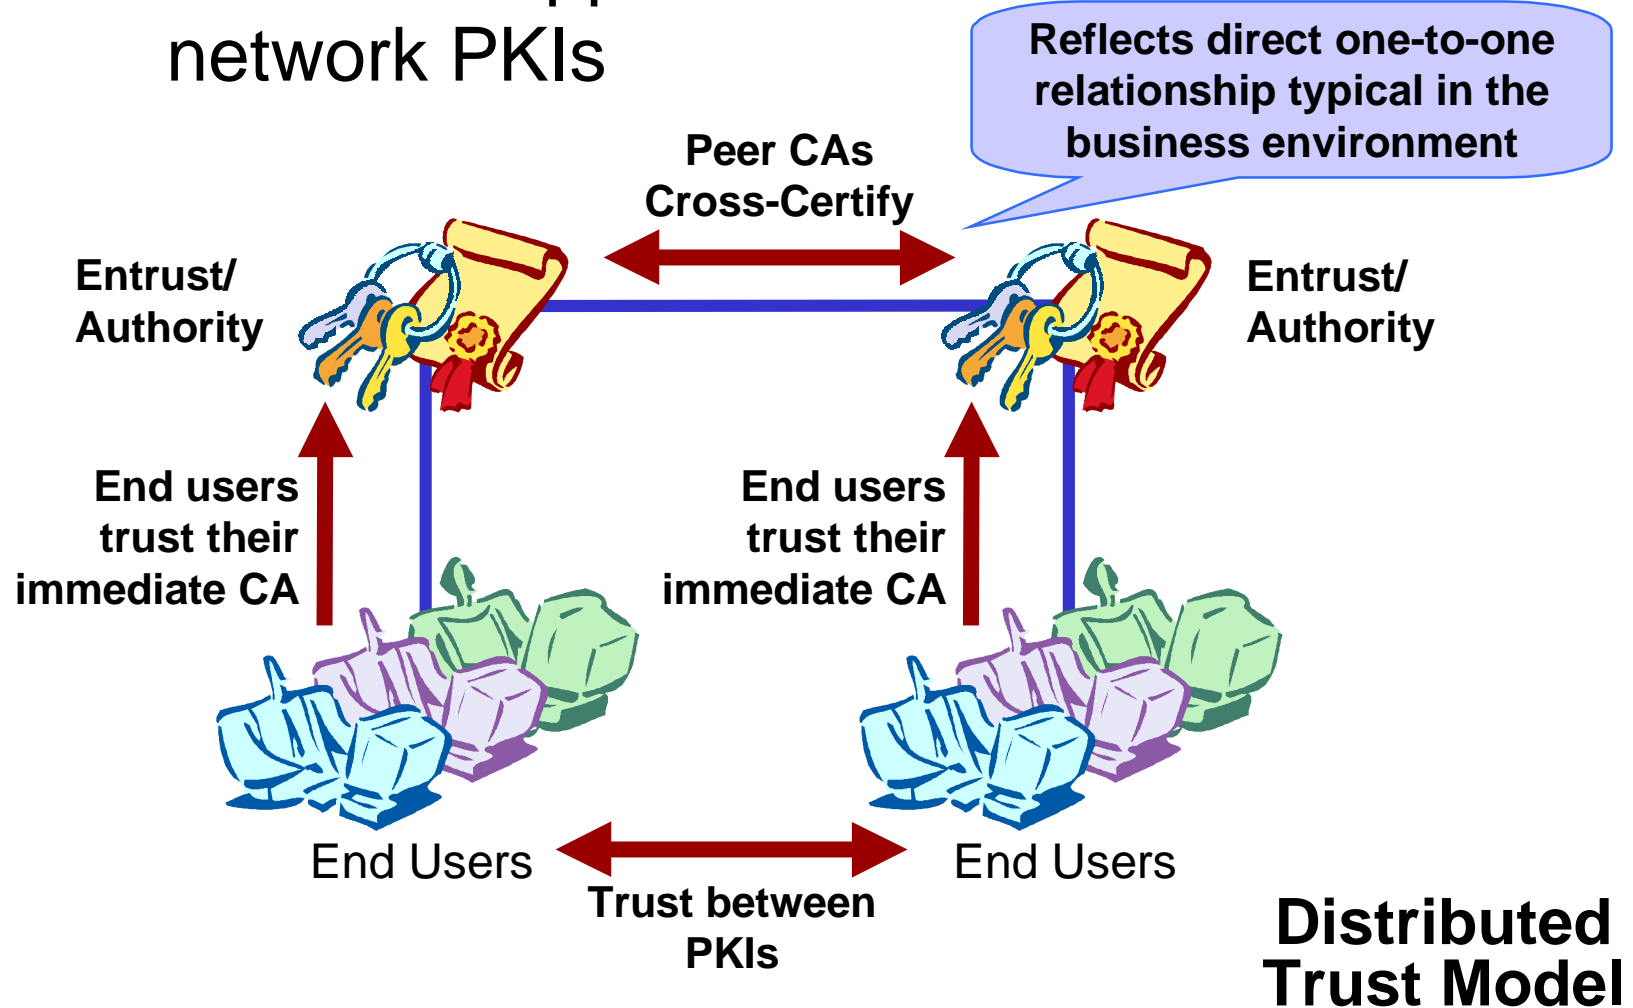 network PKIs
Reflects direct one-to-one
relationship typical in the
business environment
Peer CAs
Cross-Certify
Entrust/
Authority
Entrust/
Authority
End users
trust their
immediate CA
End users
trust their
immediate CA
End Users
End Users
Trust between
PKIs
Distributed
Trust Model